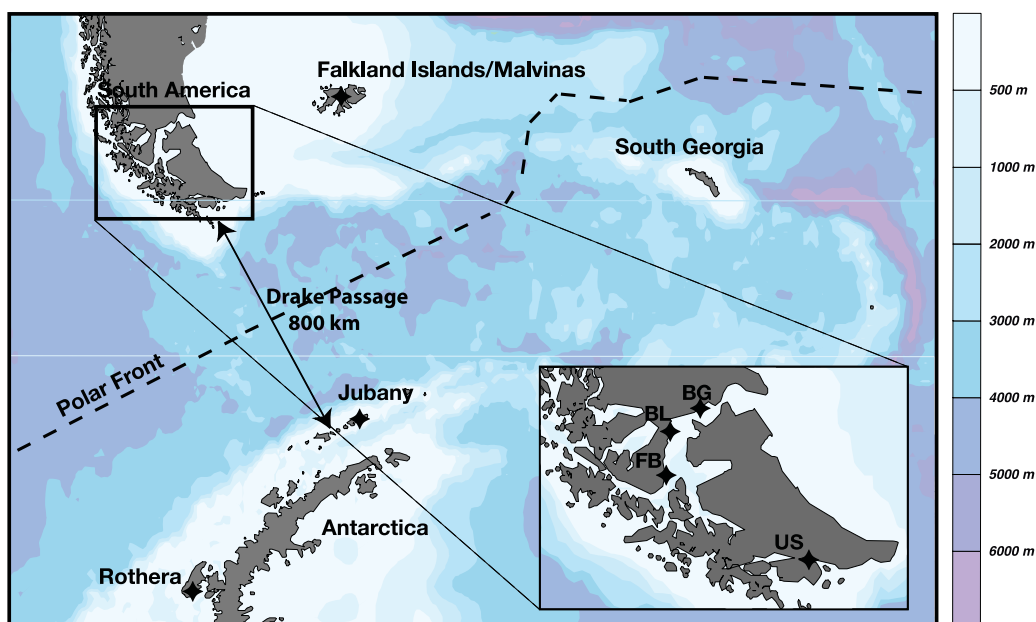 Falkland Islands/Malvinas
South America
South Georgia
Drake Passage
800 km
Polar Front
Jubany
Antarctica
Rothera
BG
BL
FB
US
500 m
1000 m
2000 m
3000 m
4000 m
5000 m
6000 m